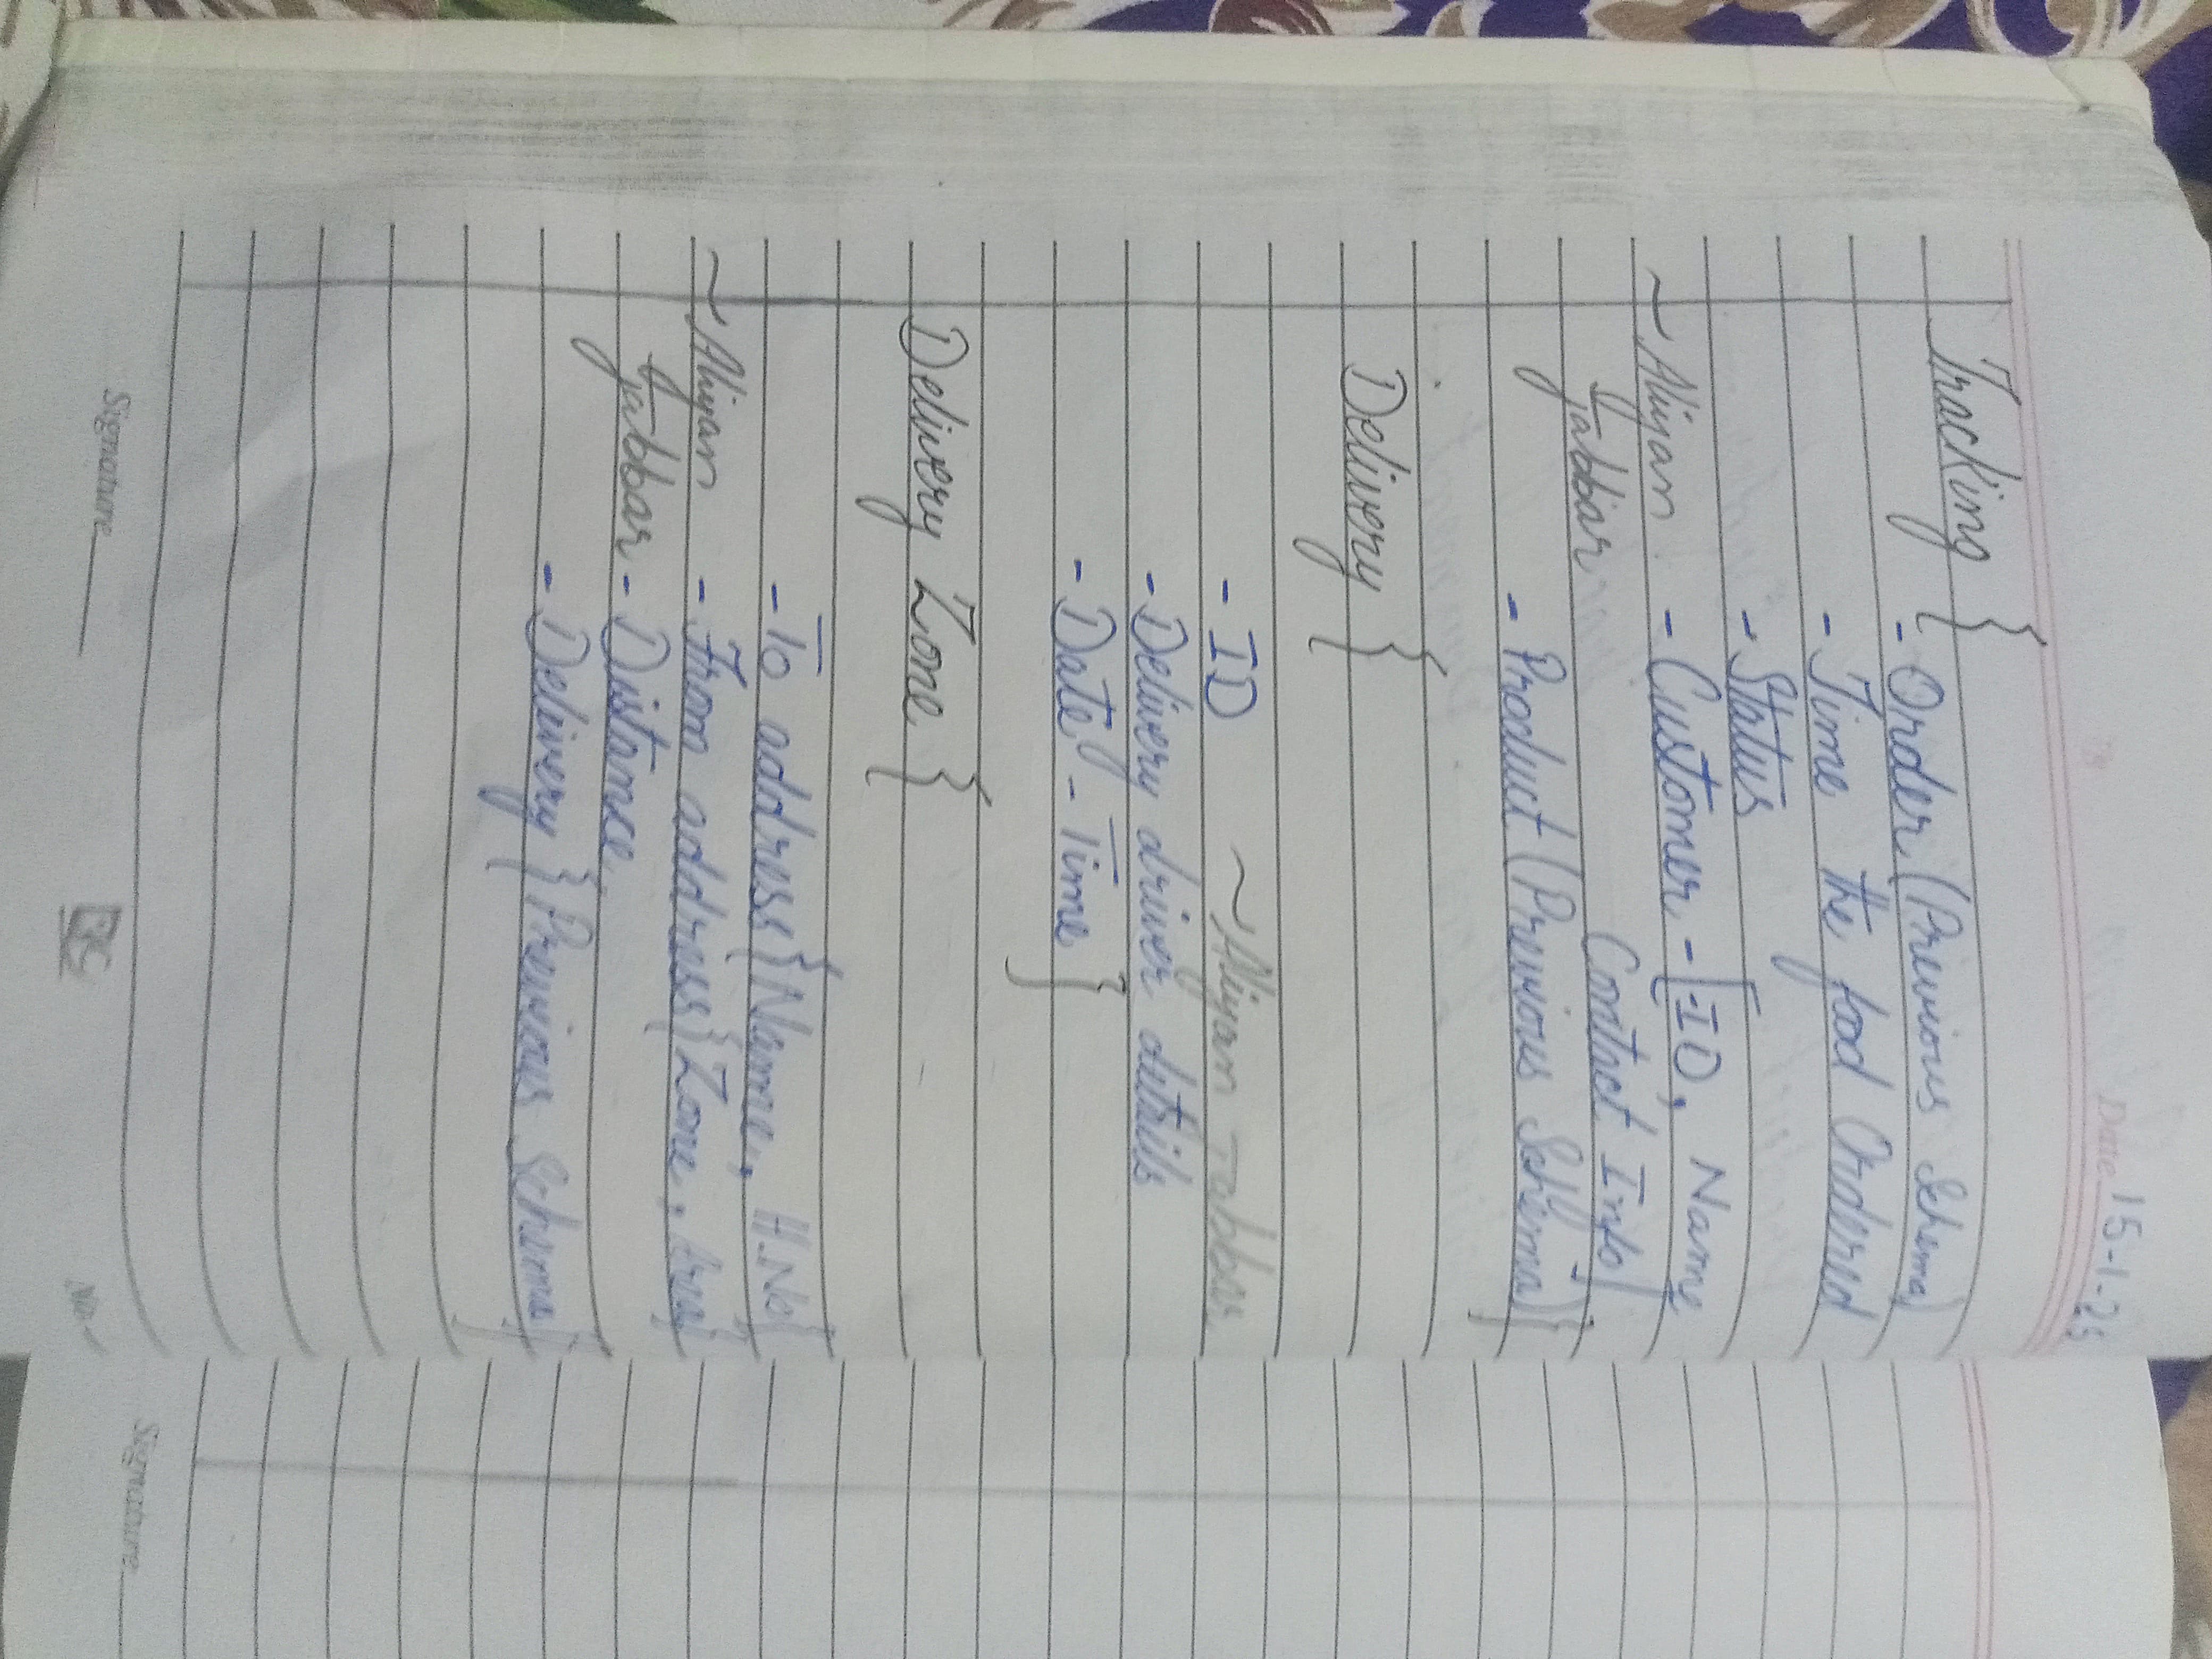 Date 15-1-25
Tracking {
- Order (Previous Schema)
- Time the food Ordered
- Status
~ Aliyan - Customer - [-ID, Name
Jabbar Contact Info]
- Product (Previous Schema)}
Delivery {
- ID ~ Aliyan Jabbar
- Delivery driver details
- Date - Time }
Delivery Zone {
- To address {Name, H.No}
~ Aliyan - From address {Zone, Area}
Jabbar - Distance
- Delivery {Previous Schema}
Signature
No.
Signature